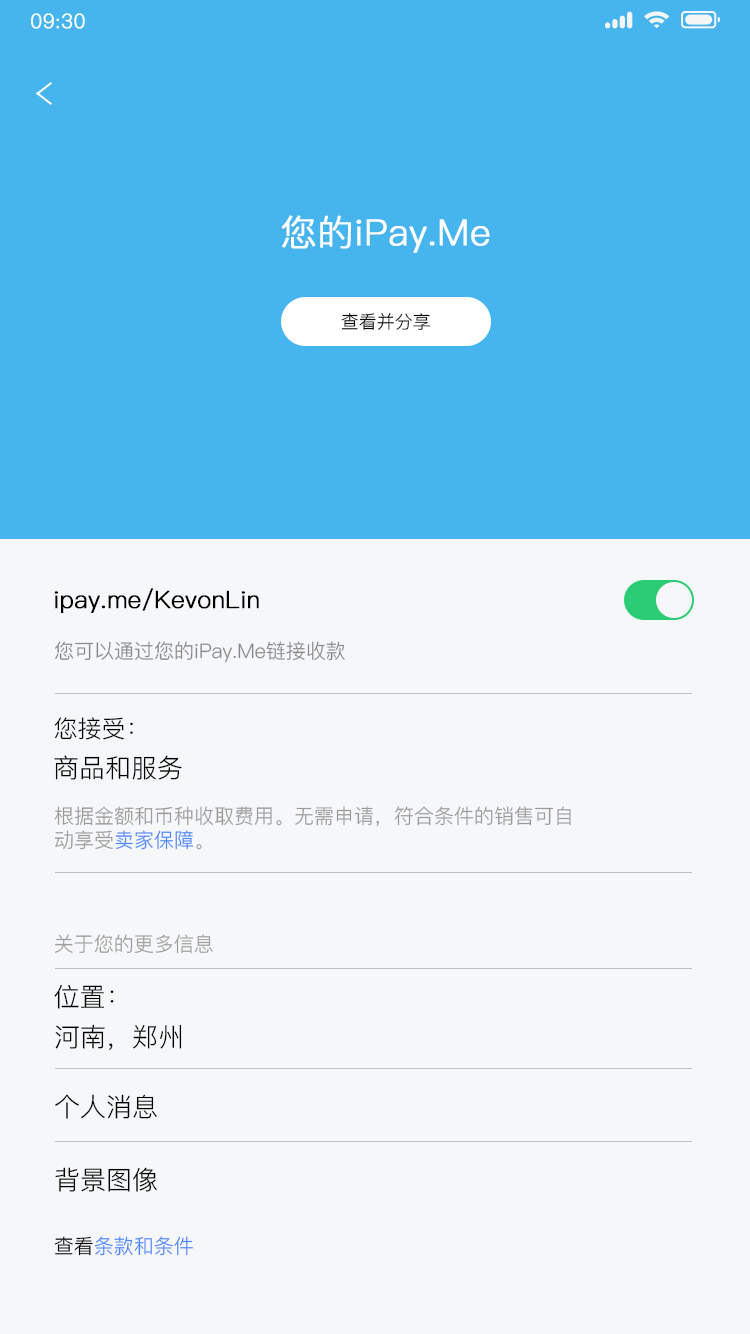 09:30
您的iPay.Me
查看并分享
ipay.me/KevonLin
您可以通过您的iPay.Me链接收款
您接受：
商品和服务
根据金额和币种收取费用。无需申请，符合条件的销售可自
动享受卖家保障。
关于您的更多信息
位置：
河南，郑州
个人消息
背景图像
查看条款和条件